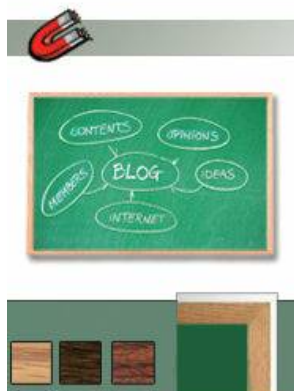 CONTENTS
OPINIONS
BLOG
IDEAS
MEMBERS
INTERNET